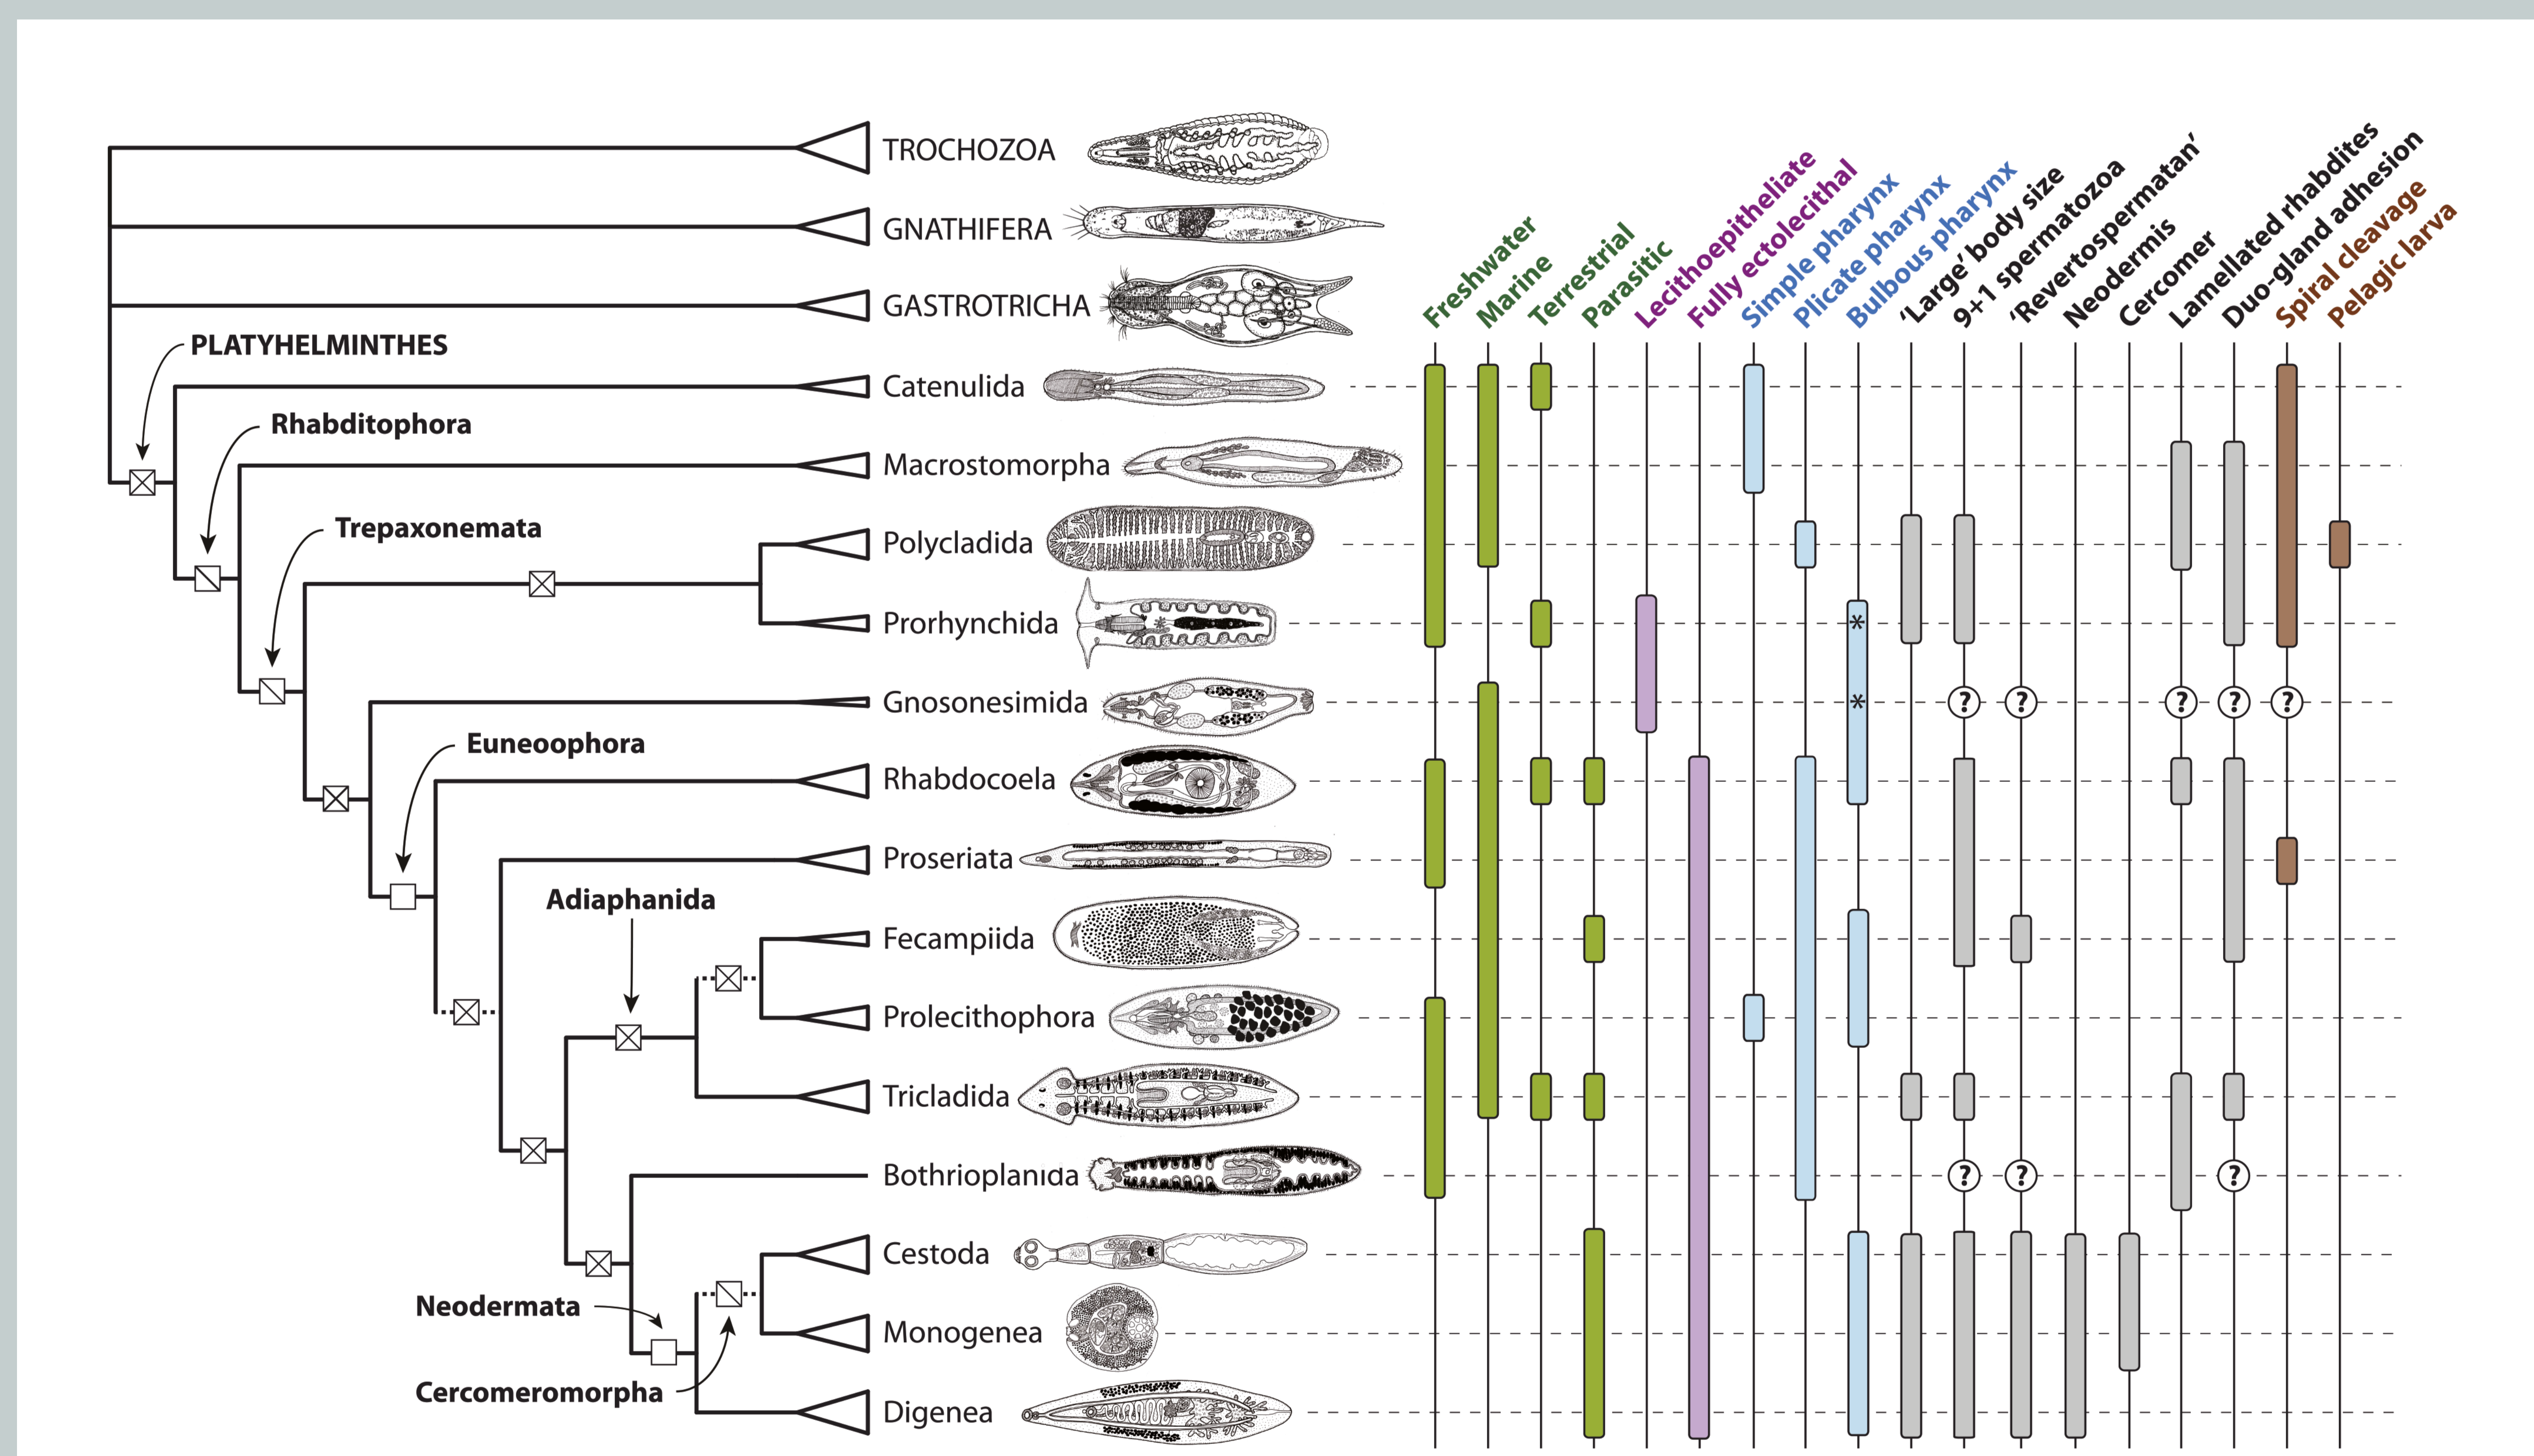 TROCHOZOA
GNATHIFERA
GASTROTRICHA
PLATYHELMINTHES
Catenulida
Rhabditophora
Macrostomorpha
Trepaxonemata
Polycladida
Prorhynchida
Gnosonesimida
Euneoophora
Rhabdocoela
Proseriata
Adiaphanida
Fecampiida
Prolecithophora
Tricladida
Bothrioplanida
Cestoda
Neodermata
Monogenea
Cercomeromorpha
Digenea
Freshwater
Marine
Terrestrial
Parasitic
Lecithoepitheliate
Fully ectolecithal
Simple pharynx
Plicate pharynx
Bulbous pharynx
‘Large’ body size
9+1 spermatozoa
‘Revertospermatan’
Neodermis
Cercomer
Lamellated rhabdites
Duo-gland adhesion
Spiral cleavage
Pelagic larva
*
* ? ? ? ? ?
? ? ?